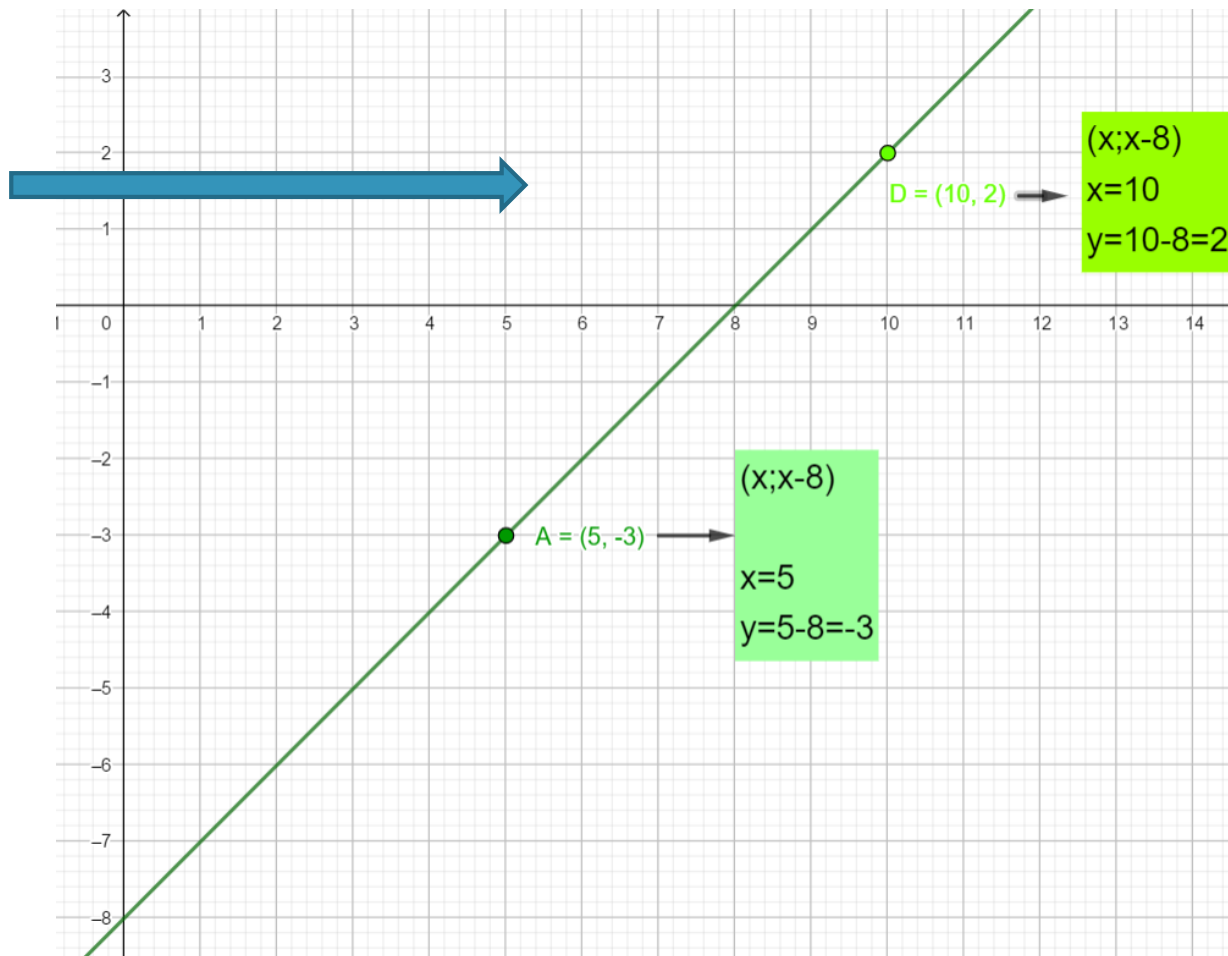 3
2
1
(x;x-8)
x=10
y=10-8=2
D = (10, 2)
1 0 1 2 3 4 5 6 7 8 9 10 11 12 13 14
–1
–2
–3
–4
–5
–6
–7
–8
A = (5, -3)
(x;x-8)
x=5
y=5-8=-3